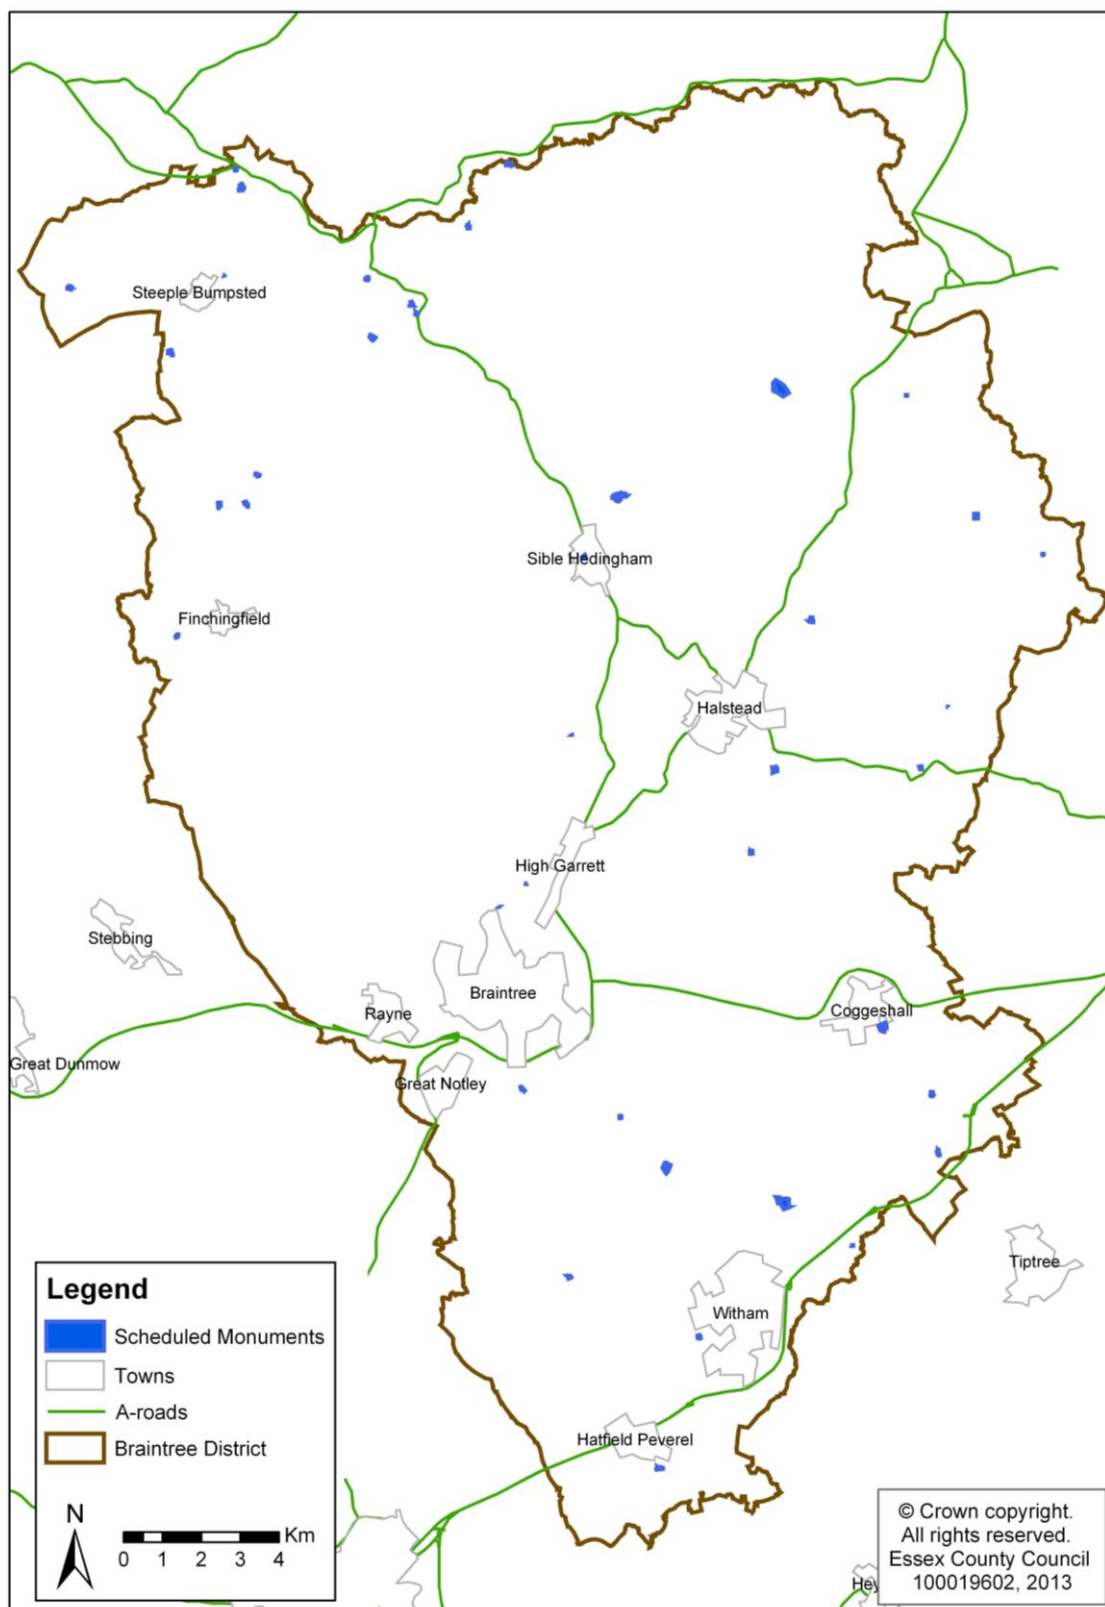 Steeple Bumpsted
Sible Hedingham
Finchingfield
Halstead
High Garrett
Stebbing
Braintree
Rayne
Coggeshall
Great Dunmow
Great Notley
Tiptree
Witham
Hatfield Peverel
Legend
Scheduled Monuments
Towns
A-roads
Braintree District
N
Km
0 1 2 3 4
© Crown copyright.
All rights reserved.
Essex County Council
100019602, 2013
Hey